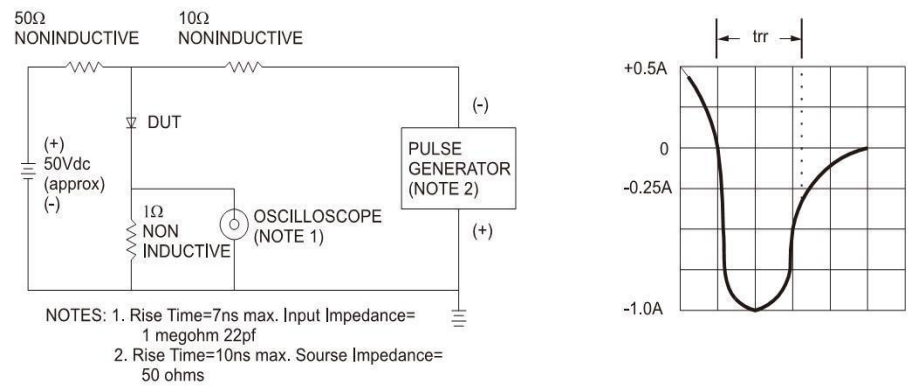 50Ω
NONINDUCTIVE
10Ω
NONINDUCTIVE
DUT
(+)
50Vdc
(approx)
(-)
1Ω
NON
INDUCTIVE
OSCILLOSCOPE
(NOTE 1)
(-)
PULSE
GENERATOR
(NOTE 2)
(+)
NOTES: 1. Rise Time=7ns max. Input Impedance=
1 megohm 22pf
2. Rise Time=10ns max. Sourse Impedance=
50 ohms
trr
+0.5A
0
-0.25A
-1.0A